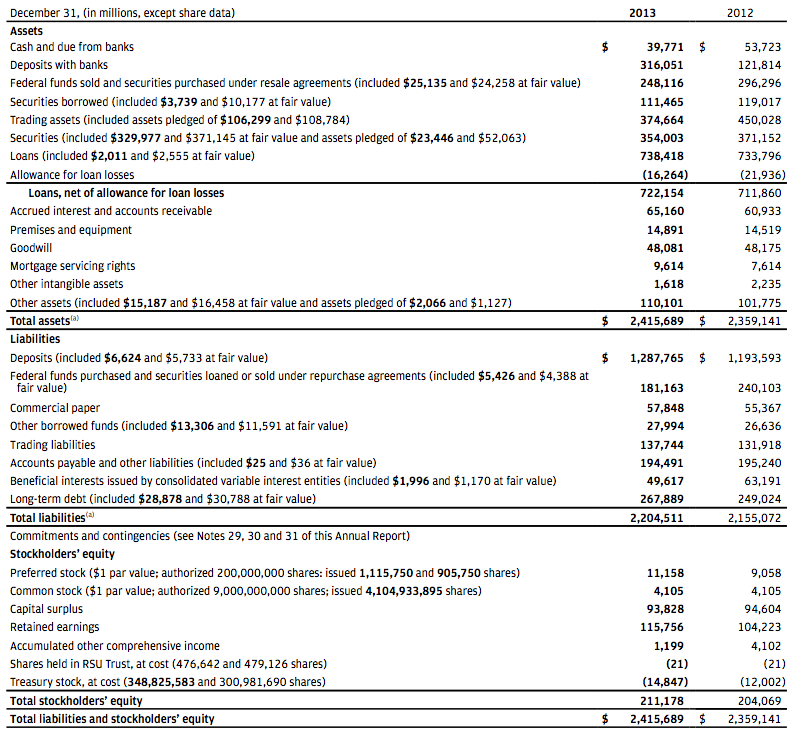 December 31, (in millions, except share data) 2013 2012
Assets
Cash and due from banks $ 39,771 $ 53,723
Deposits with banks 316,051 121,814
Federal funds sold and securities purchased under resale agreements (included $25,135 and $24,258 at fair value) 248,116 296,296
Securities borrowed (included $3,739 and $10,177 at fair value) 111,465 119,017
Trading assets (included assets pledged of $106,299 and $108,784) 374,664 450,028
Securities (included $329,977 and $371,145 at fair value and assets pledged of $23,446 and $52,063) 354,003 371,152
Loans (included $2,011 and $2,555 at fair value) 738,418 733,796
Allowance for loan losses (16,264) (21,936)
Loans, net of allowance for loan losses 722,154 711,860
Accrued interest and accounts receivable 65,160 60,933
Premises and equipment 14,891 14,519
Goodwill 48,081 48,175
Mortgage servicing rights 9,614 7,614
Other intangible assets 1,618 2,235
Other assets (included $15,187 and $16,458 at fair value and assets pledged of $2,066 and $1,127) 110,101 101,775
Total assets(a) $ 2,415,689 $ 2,359,141
Liabilities
Deposits (included $6,624 and $5,733 at fair value) $ 1,287,765 $ 1,193,593
Federal funds purchased and securities loaned or sold under repurchase agreements (included $5,426 and $4,388 at
fair value) 181,163 240,103
Commercial paper 57,848 55,367
Other borrowed funds (included $13,306 and $11,591 at fair value) 27,994 26,636
Trading liabilities 137,744 131,918
Accounts payable and other liabilities (included $25 and $36 at fair value) 194,491 195,240
Beneficial interests issued by consolidated variable interest entities (included $1,996 and $1,170 at fair value) 49,617 63,191
Long-term debt (included $28,878 and $30,788 at fair value) 267,889 249,024
Total liabilities(a) 2,204,511 2,155,072
Commitments and contingencies (see Notes 29, 30 and 31 of this Annual Report)
Stockholders' equity
Preferred stock ($1 par value; authorized 200,000,000 shares: issued 1,115,750 and 905,750 shares) 11,158 9,058
Common stock ($1 par value; authorized 9,000,000,000 shares; issued 4,104,933,895 shares) 4,105 4,105
Capital surplus 93,828 94,604
Retained earnings 115,756 104,223
Accumulated other comprehensive income 1,199 4,102
Shares held in RSU Trust, at cost (476,642 and 479,126 shares) (21) (21)
Treasury stock, at cost (348,825,583 and 300,981,690 shares) (14,847) (12,002)
Total stockholders' equity 211,178 204,069
Total liabilities and stockholders' equity $ 2,415,689 $ 2,359,141